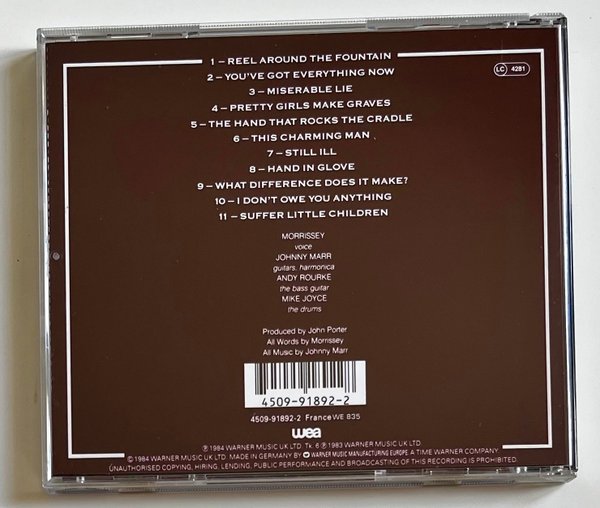 1 – REEL AROUND THE FOUNTAIN
2 – YOU'VE GOT EVERYTHING NOW
3 – MISERABLE LIE
4 – PRETTY GIRLS MAKE GRAVES
5 – THE HAND THAT ROCKS THE CRADLE
6 – THIS CHARMING MAN
7 – STILL ILL
8 – HAND IN GLOVE
9 – WHAT DIFFERENCE DOES IT MAKE?
10 – I DON'T OWE YOU ANYTHING
11 – SUFFER LITTLE CHILDREN
LC 4281
MORRISSEY
voice
JOHNNY MARR
guitars, harmonica
ANDY ROURKE
the bass guitar
MIKE JOYCE
the drums
Produced by John Porter
All Words by Morrissey
All Music by Johnny Marr
4509-91892-2
4509-91892-2 France WE 835
wea
℗ 1984 WARNER MUSIC UK LTD. Tk. 6 ℗ 1983 WARNER MUSIC UK LTD.
© 1984 WARNER MUSIC UK LTD. MADE IN GERMANY BY WARNER MUSIC MANUFACTURING EUROPE. A TIME WARNER COMPANY.
UNAUTHORISED COPYING, HIRING, LENDING, PUBLIC PERFORMANCE AND BROADCASTING OF THIS RECORDING IS PROHIBITED.